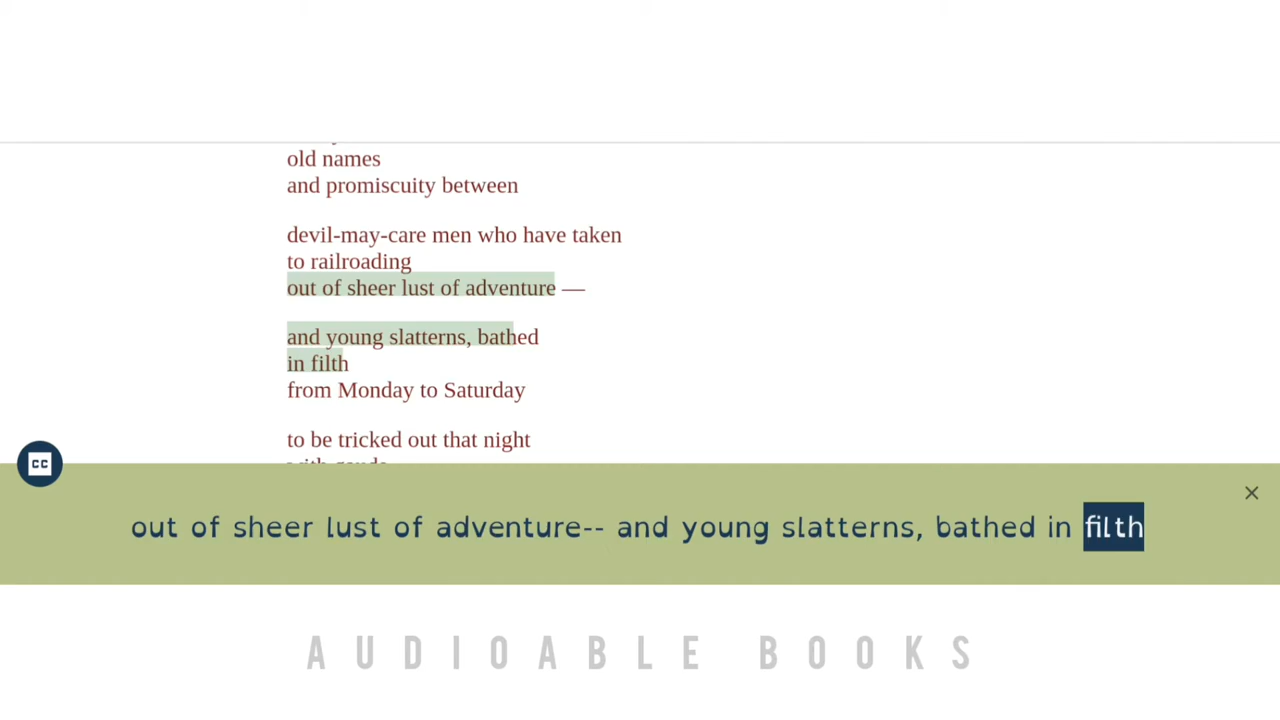 old names
and promiscuity between
devil-may-care men who have taken
to railroading
out of sheer lust of adventure —
and young slatterns, bathed
in filth
from Monday to Saturday
to be tricked out that night
CC
out of sheer lust of adventure-- and young slatterns, bathed in filth
AUDIOABLE BOOKS